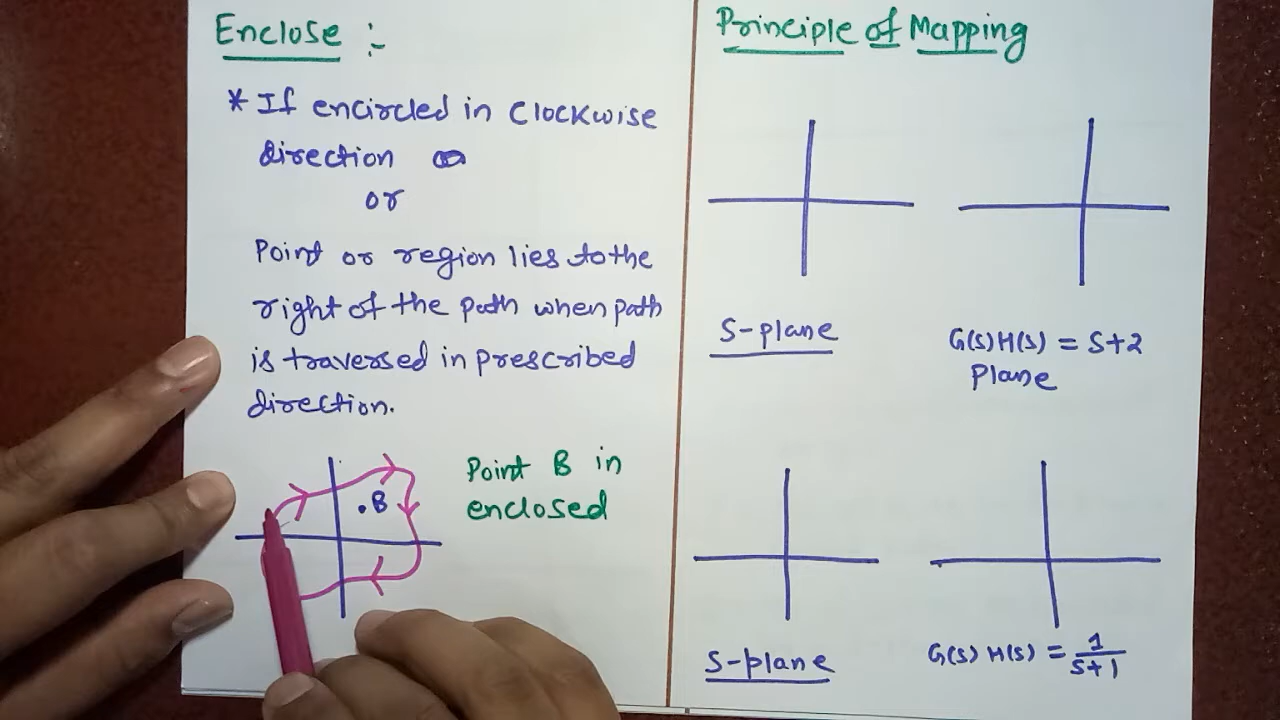 Enclose :-
* If encircled in clockwise
direction
or
Point or region lies to the
right of the path when path
is traversed in prescribed
direction.
.B
Point B in
enclosed
Principle of Mapping
S-plane
G(s)H(s) = S+2
Plane
S-plane
G(s) H(s) = 1/S+1